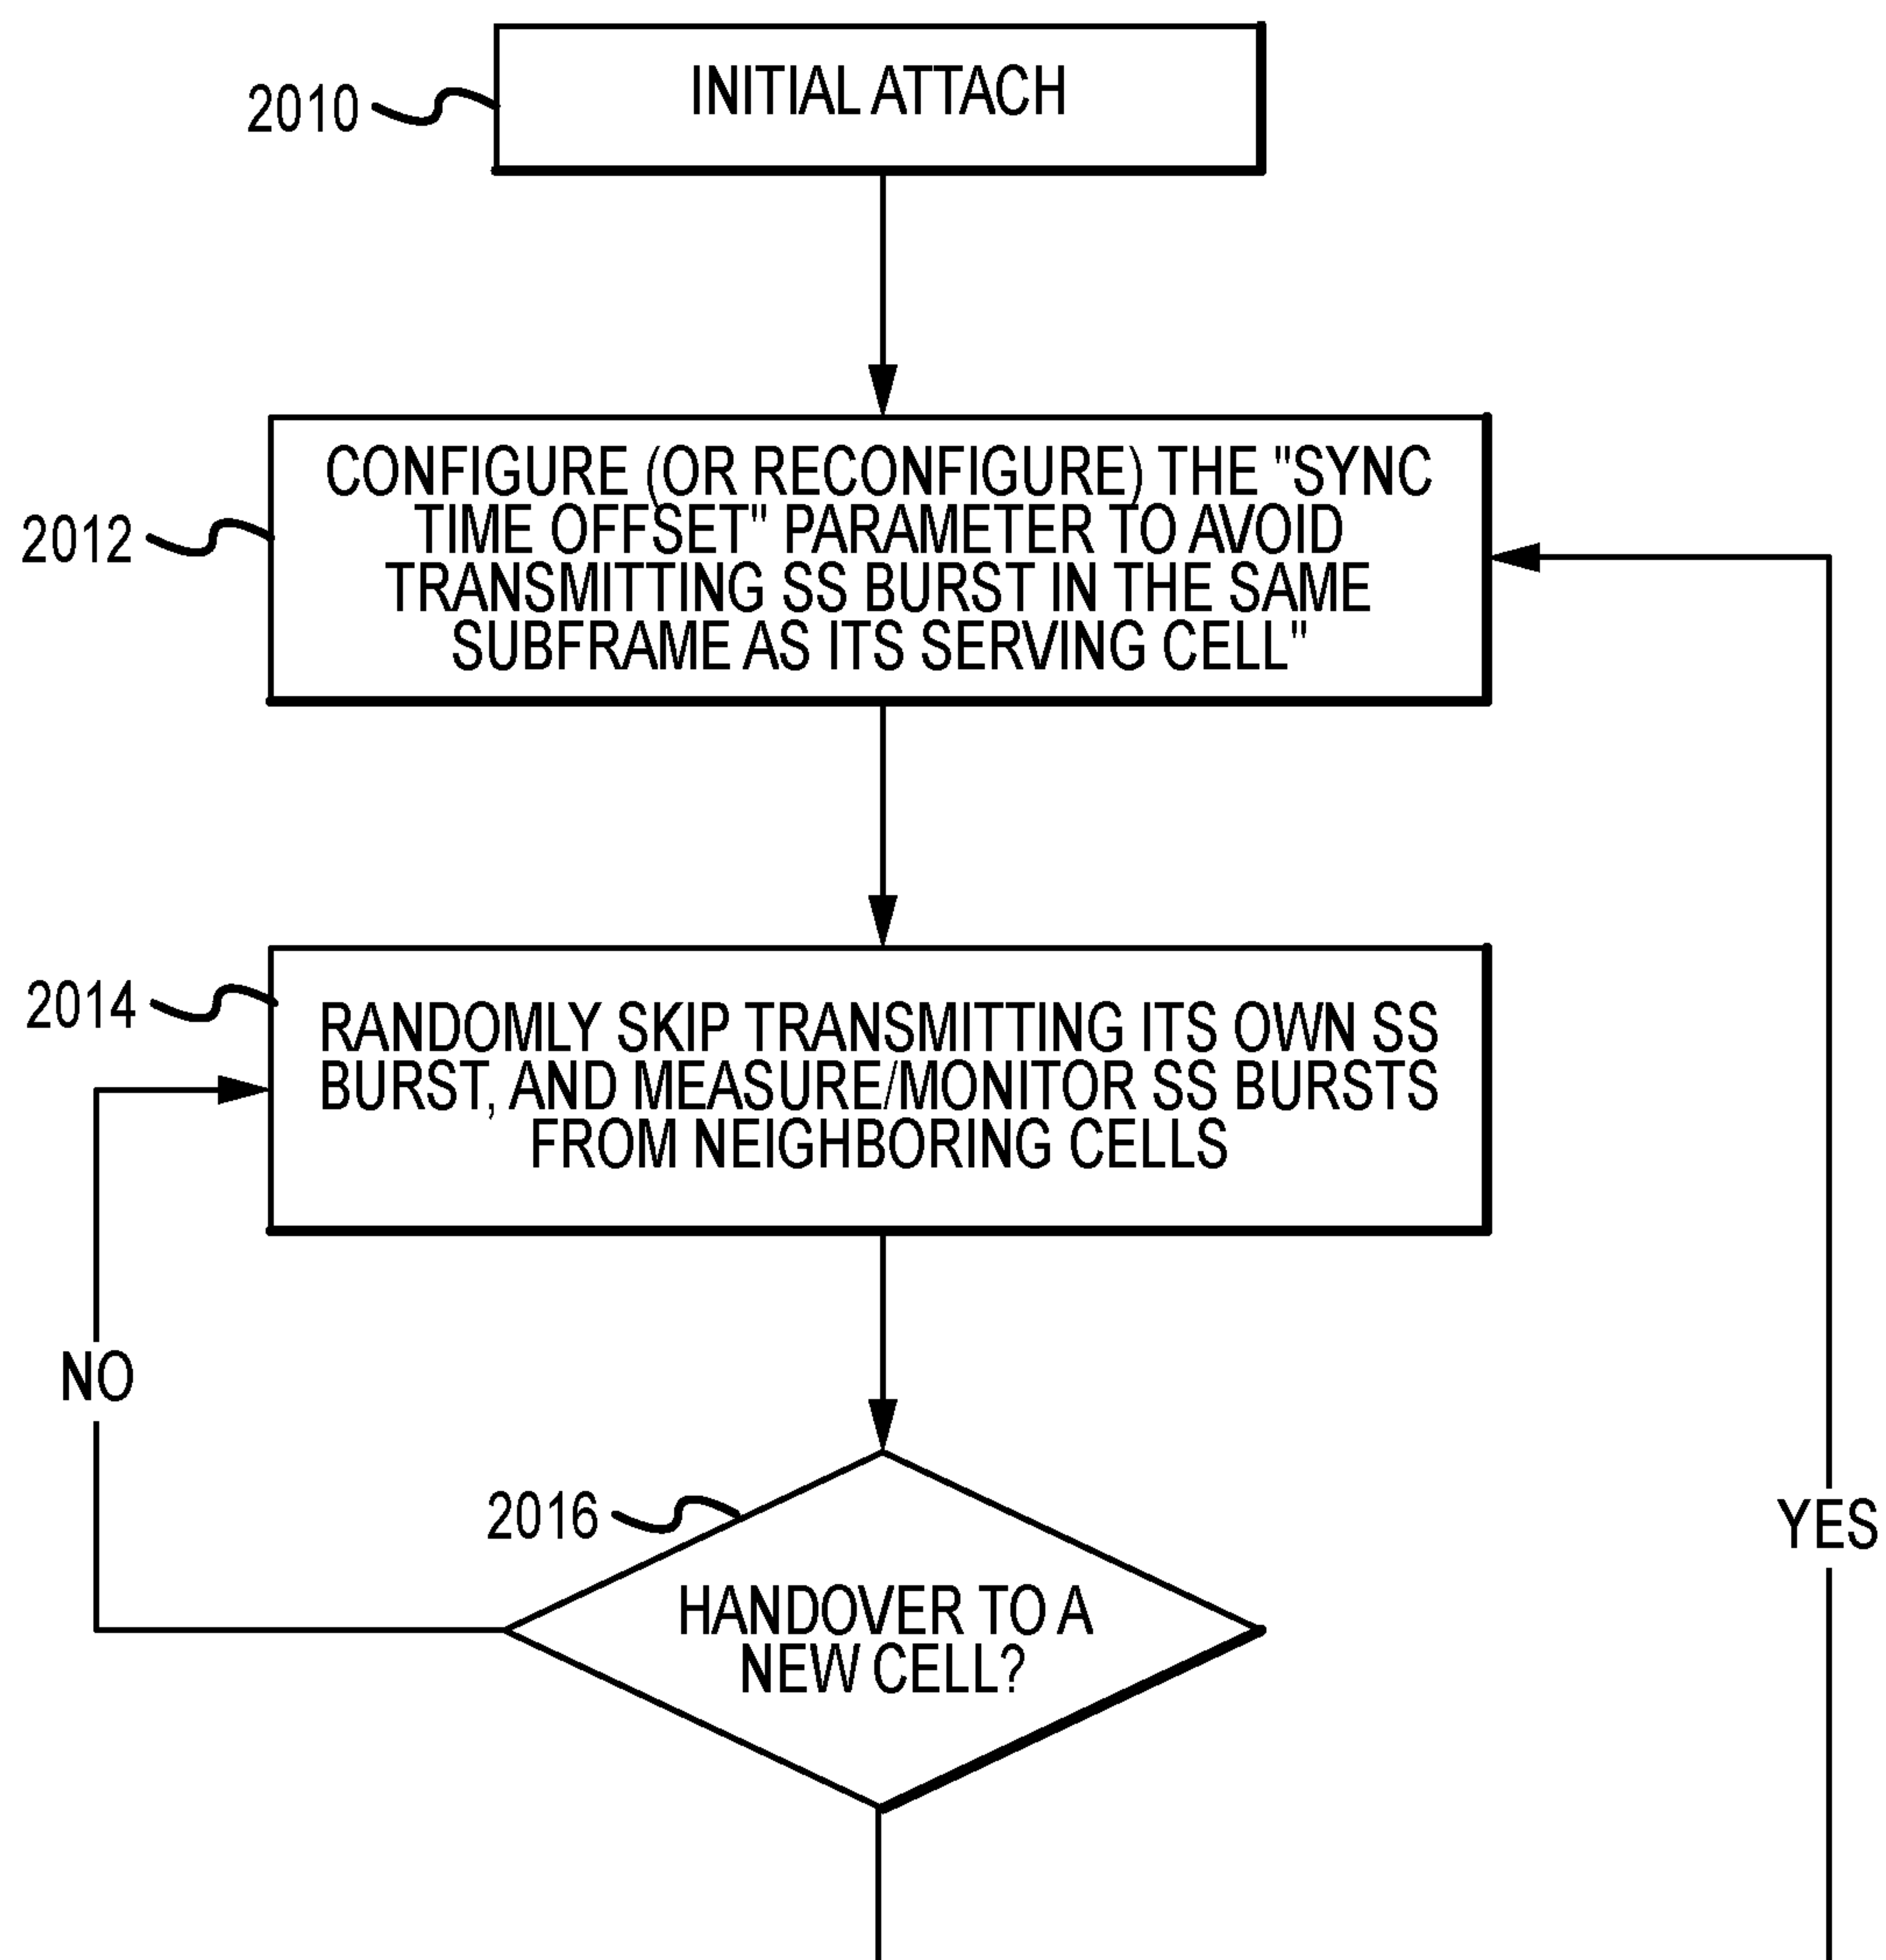 INITIAL ATTACH
2010
CONFIGURE (OR RECONFIGURE) THE "SYNC
TIME OFFSET" PARAMETER TO AVOID
TRANSMITTING SS BURST IN THE SAME
SUBFRAME AS ITS SERVING CELL"
2012
2014
RANDOMLY SKIP TRANSMITTING ITS OWN SS
BURST, AND MEASURE/MONITOR SS BURSTS
FROM NEIGHBORING CELLS
NO
2016
YES
HANDOVER TO A
NEW CELL?